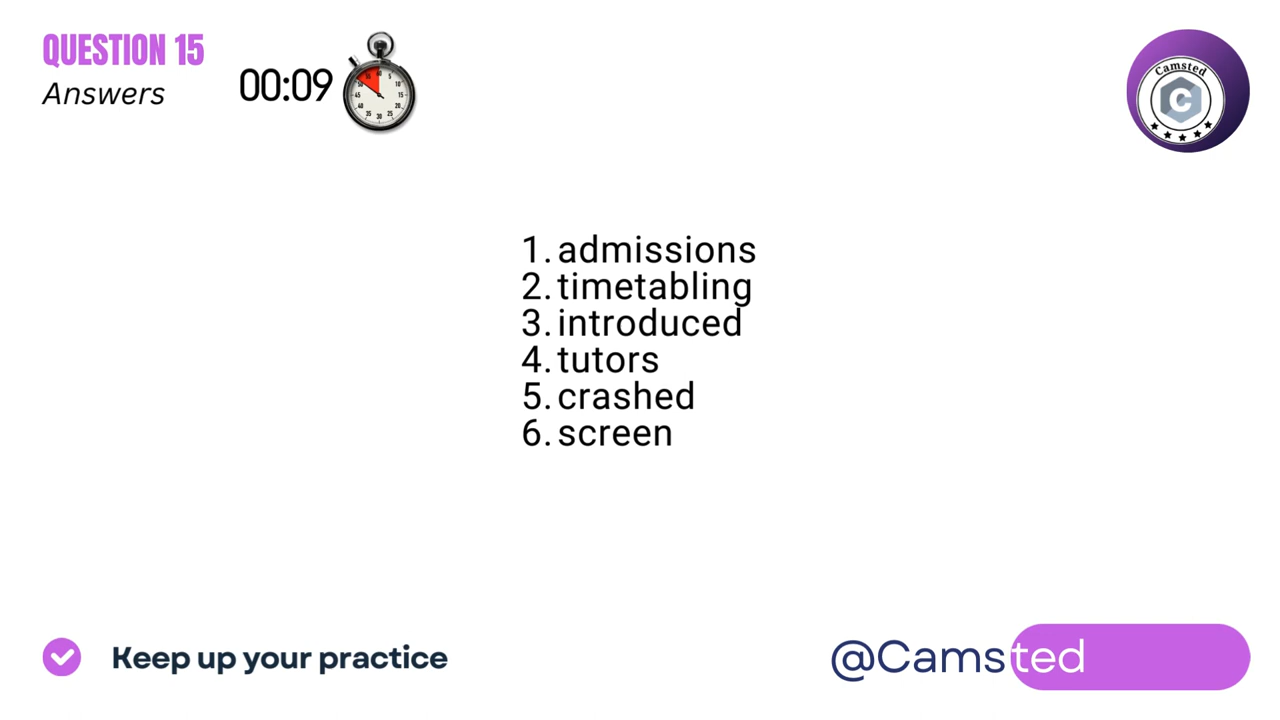 QUESTION 15
Answers
00:09
Camsted
C
1. admissions
2. timetabling
3. introduced
4. tutors
5. crashed
6. screen
Keep up your practice
@Camsted